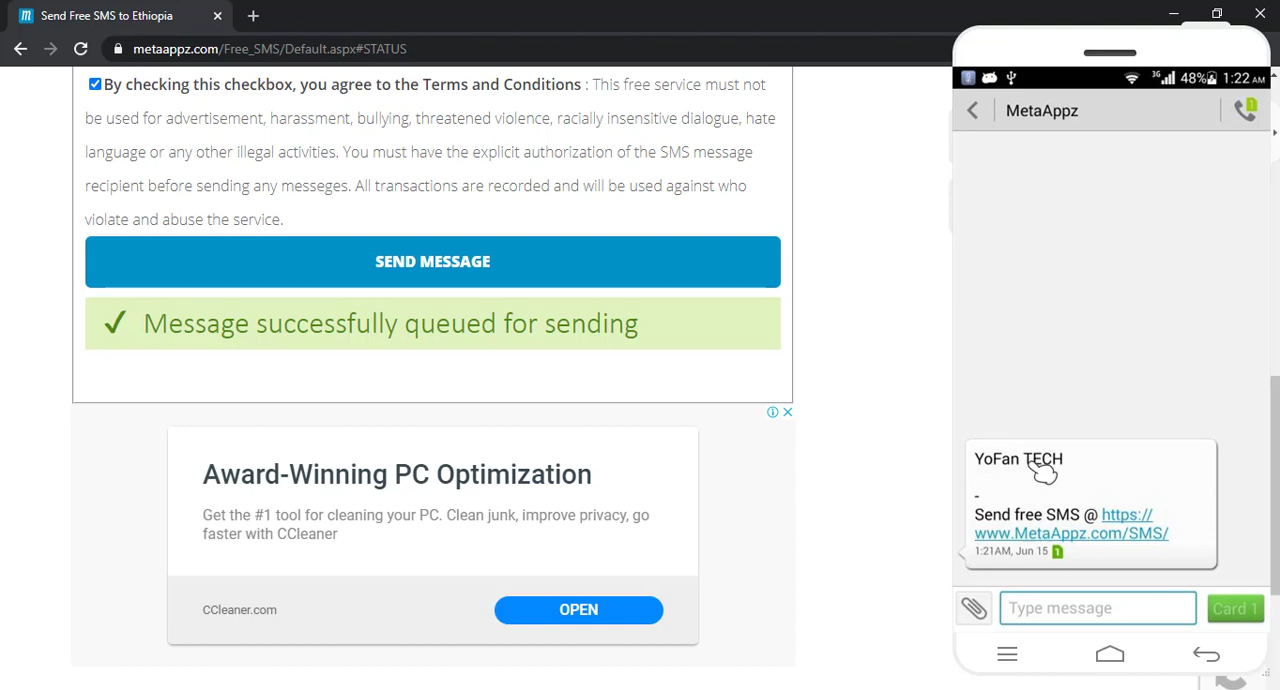 Send Free SMS to Ethiopia
metaappz.com/Free_SMS/Default.aspx#STATUS
By checking this checkbox, you agree to the Terms and Conditions : This free service must not
be used for advertisement, harassment, bullying, threatened violence, racially insensitive dialogue, hate
language or any other illegal activities. You must have the explicit authorization of the SMS message
recipient before sending any messeges. All transactions are recorded and will be used against who
violate and abuse the service.
SEND MESSAGE
Message successfully queued for sending
Award-Winning PC Optimization
Get the #1 tool for cleaning your PC. Clean junk, improve privacy, go
faster with CCleaner
CCleaner.com
OPEN
3G 48% 1:22 AM
MetaAppz
1
YoFan TECH
-
Send free SMS @ https://
www.MetaAppz.com/SMS/
1:21AM, Jun 15 1
Type message
Card 1